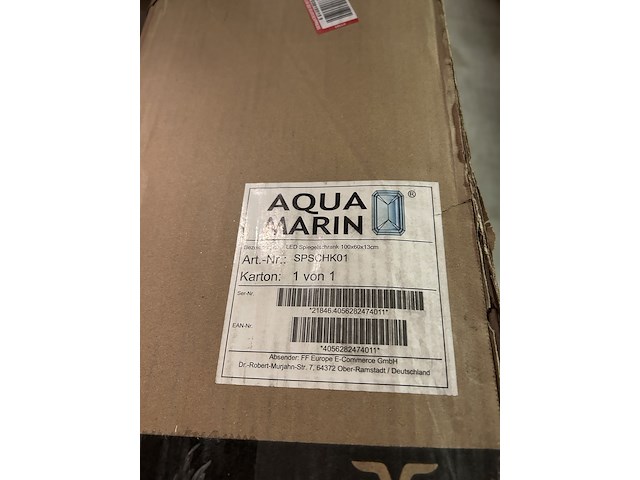 AQUA
MARIN ®
LED Spiegelschrank 100x60x13cm
Art.-Nr.: SPSCHK01
Karton: 1 von 1
Ser-Nr.
*21846.4056282474011*
EAN-Nr.
*4056282474011*
Absender: FF Europe E-Commerce GmbH
Dr.-Robert-Murjahn-Str. 7, 64372 Ober-Ramstadt / Deutschland